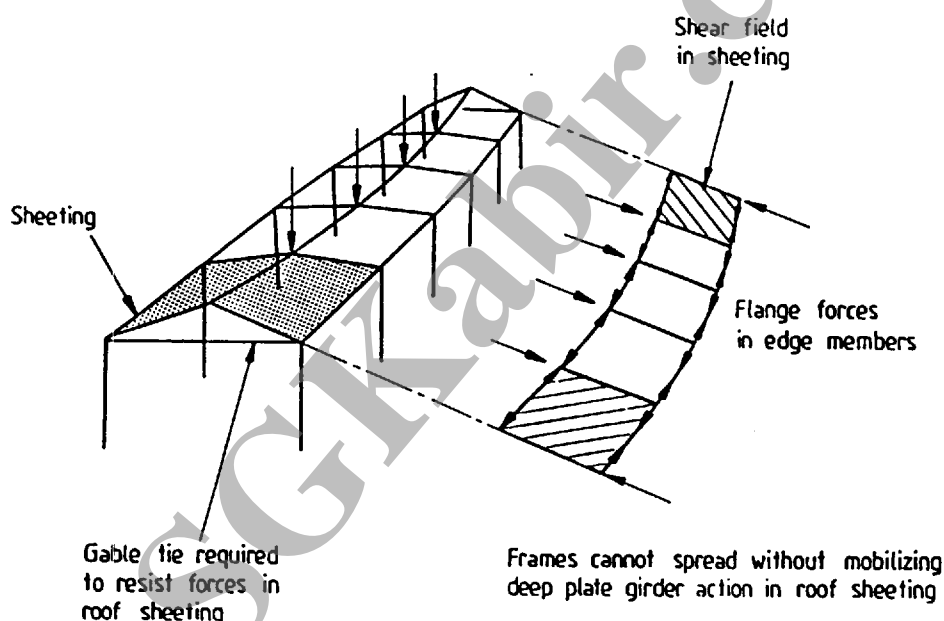 Shear field
in sheeting
Sheeting
Flange forces
in edge members
Gable tie required
to resist forces in
roof sheeting
Frames cannot spread without mobilizing
deep plate girder action in roof sheeting
SGKabir.c